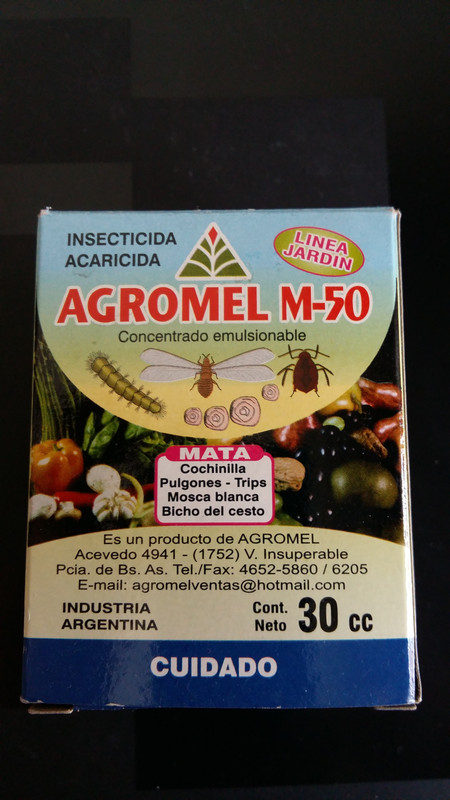 INSECTICIDA
ACARICIDA
LINEA
JARDIN
AGROMEL M-50
Concentrado emulsionable
MATA
Cochinilla
Pulgones - Trips
Mosca blanca
Bicho del cesto
Es un producto de AGROMEL
Acevedo 4941 - (1752) V. Insuperable
Pcia. de Bs. As. Tel./Fax: 4652-5860 / 6205
E-mail: agromelventas@hotmail.com
INDUSTRIA
ARGENTINA
Cont.
Neto 30 cc
CUIDADO